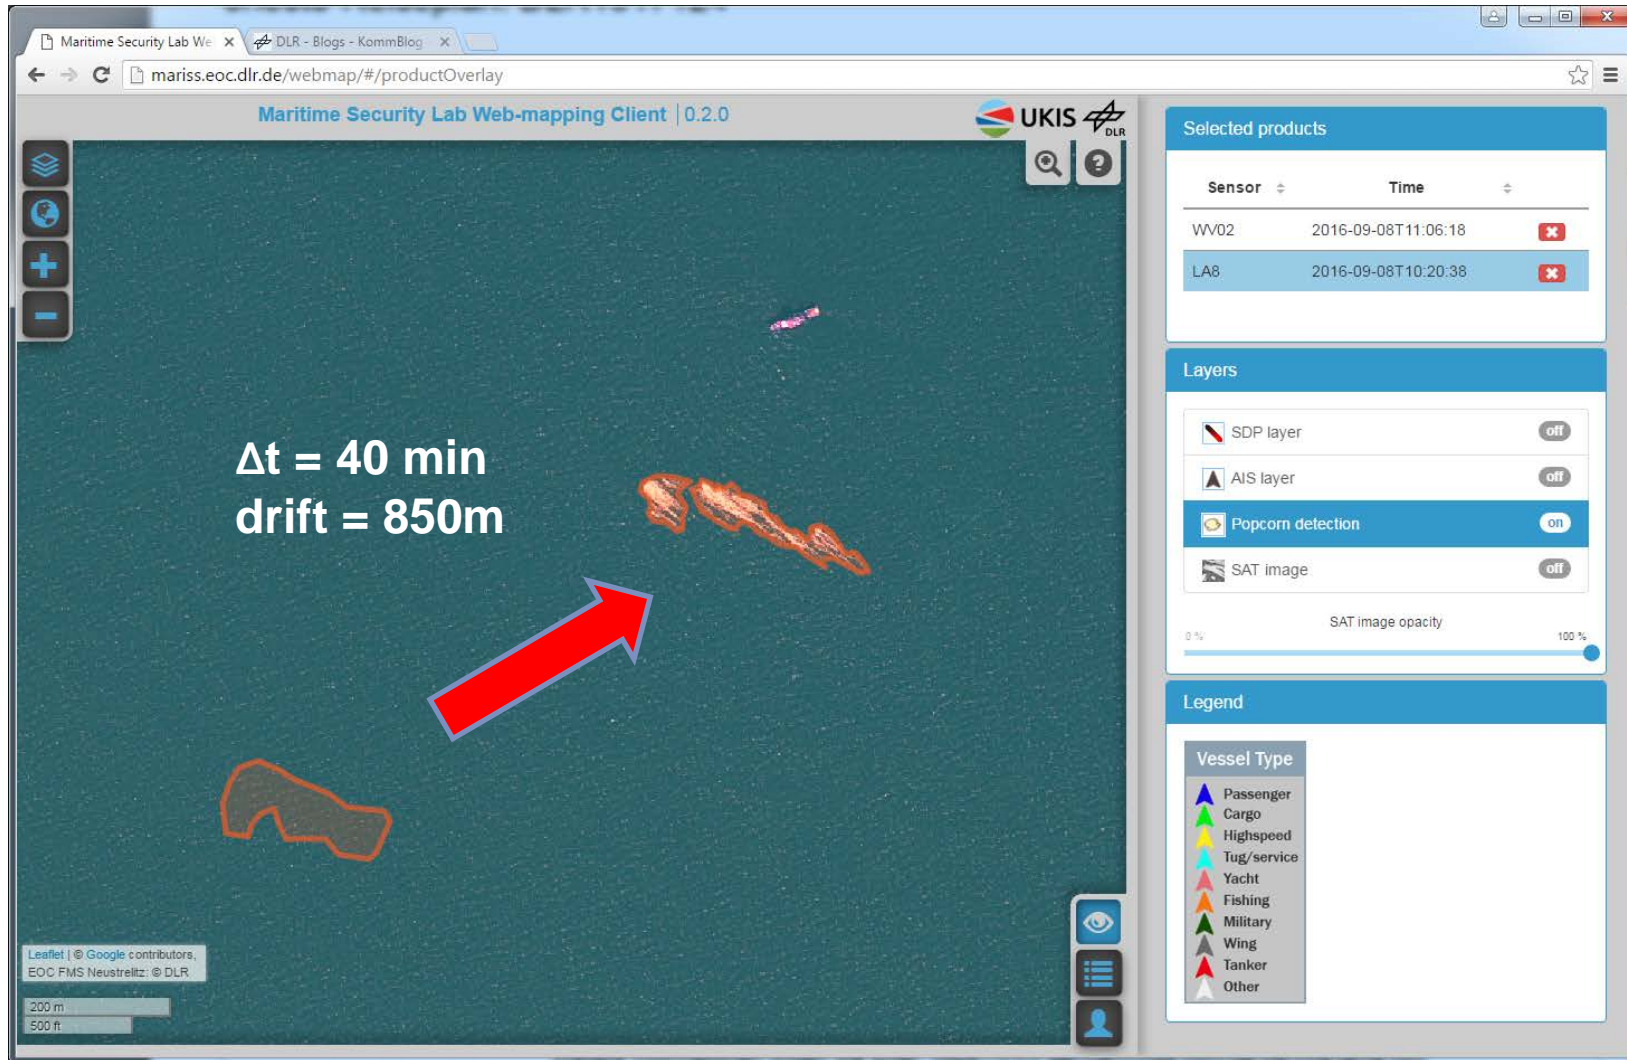 Maritime Security Lab We
DLR - Blogs - KommBlog
mariss.eoc.dlr.de/webmap/#/productOverlay
Maritime Security Lab Web-mapping Client | 0.2.0
UKIS
DLR
Selected products
Sensor Time
WV02 2016-09-08T11:06:18
LA8 2016-09-08T10:20:38
Layers
SDP layer off
AIS layer off
Popcorn detection on
SAT image off
SAT image opacity
0 % 100 %
Legend
Vessel Type
Passenger
Cargo
Highspeed
Tug/service
Yacht
Fishing
Military
Wing
Tanker
Other
Δt = 40 min
drift = 850m
Leaflet | © Google contributors,
EOC FMS Neustrelitz: © DLR
200 m
500 ft